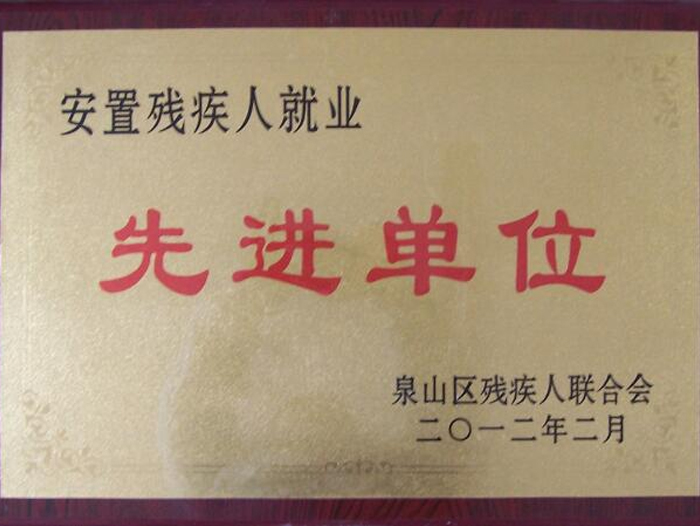 安置残疾人就业
先进单位
泉山区残疾人联合会
二〇一二年二月